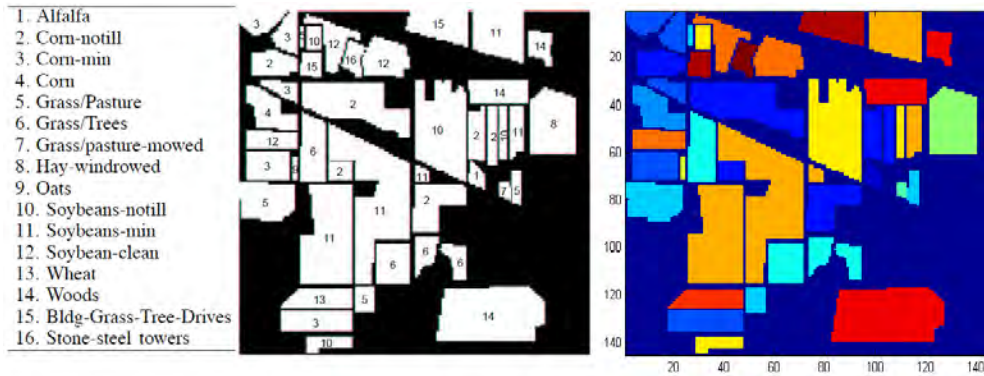 1. Alfalfa
2. Corn-notill
3. Corn-min
4. Corn
5. Grass/Pasture
6. Grass/Trees
7. Grass/pasture-mowed
8. Hay-windrowed
9. Oats
10. Soybeans-notill
11. Soybeans-min
12. Soybean-clean
13. Wheat
14. Woods
15. Bldg-Grass-Tree-Drives
16. Stone-steel towers
3 3 10 12 15 11 14
2 15 16 12
3 2 14
4 10 2 2 10 11 8
12
3 9 6 2 11 1
5 11 2 7 5
11 6 6
6
13 5
3 14
10
20
40
60
80
100
120
140
20 40 60 80 100 120 140